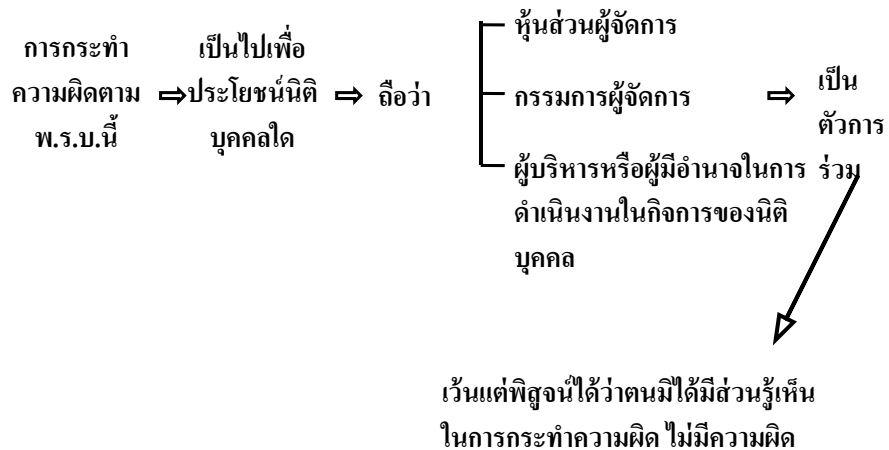 การกระทำ
ความผิดตาม
พ.ร.บ.นี้
เป็นไปเพื่อ
ประโยชน์นิติ
บุคคลใด
ถือว่า
หุ้นส่วนผู้จัดการ
กรรมการผู้จัดการ
ผู้บริหารหรือผู้มีอำนาจในการ
ดำเนินงานในกิจการของนิติ
บุคคล
เป็น
ตัวการ
ร่วม
เว้นแต่พิสูจน์ได้ว่าตนมิได้มีส่วนรู้เห็น
ในการกระทำความผิด ไม่มีความผิด